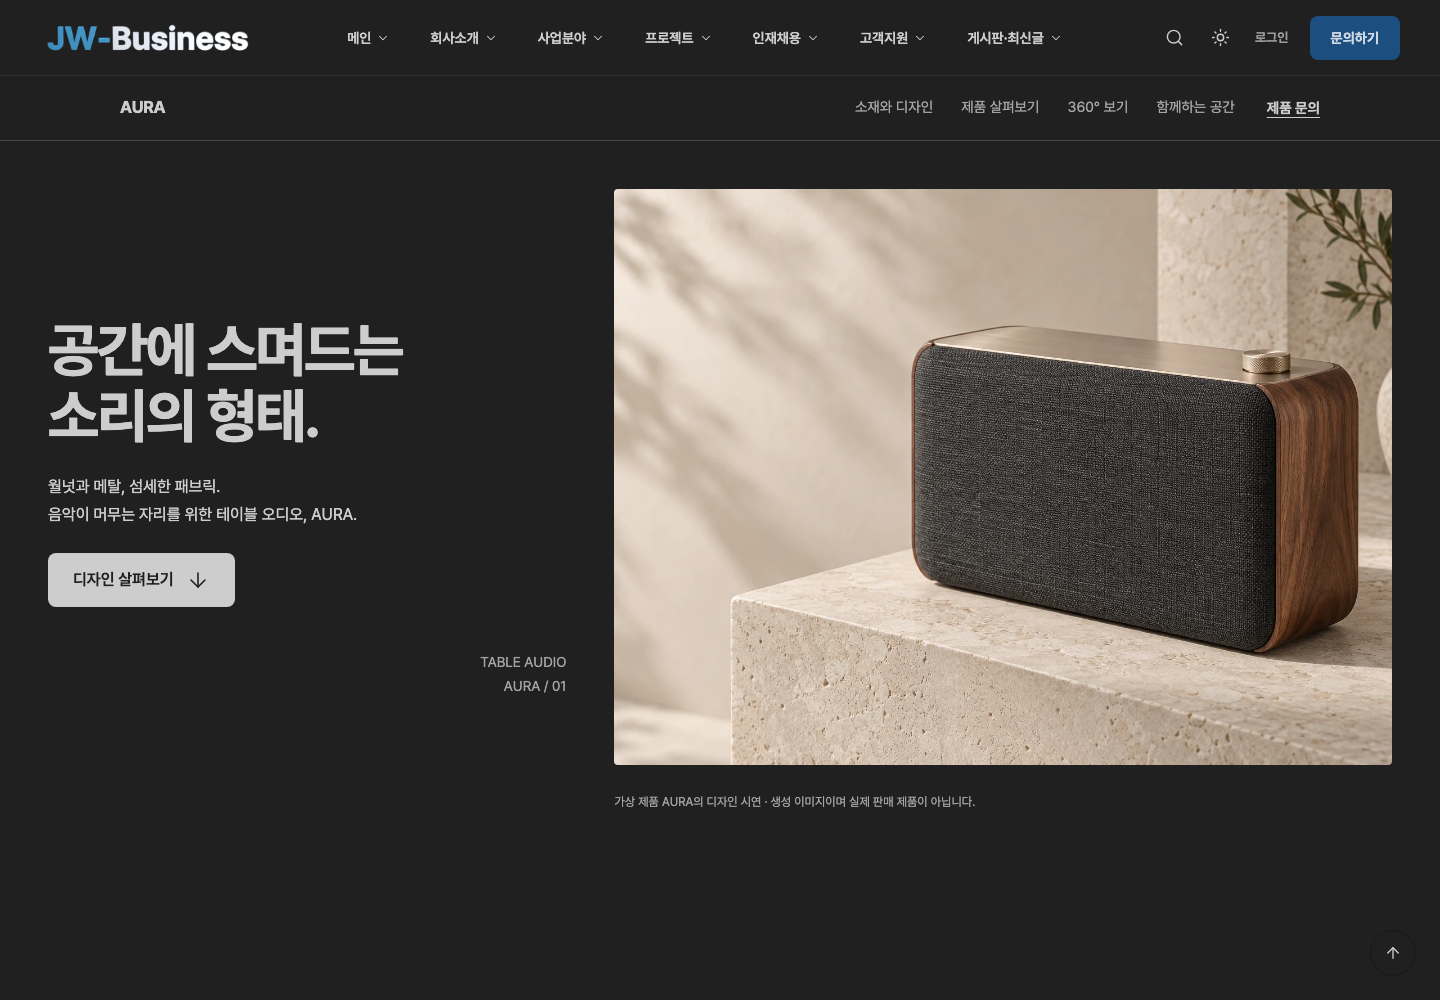 JW-Business
메인
회사소개
사업분야
프로젝트
인재채용
고객지원
게시판·최신글
로그인
문의하기
AURA
소재와 디자인
제품 살펴보기
360° 보기
함께하는 공간
제품 문의
공간에 스며드는
소리의 형태.
월넛과 메탈, 섬세한 패브릭.
음악이 머무는 자리를 위한 테이블 오디오, AURA.
디자인 살펴보기
TABLE AUDIO
AURA / 01
가상 제품 AURA의 디자인 시연 · 생성 이미지이며 실제 판매 제품이 아닙니다.